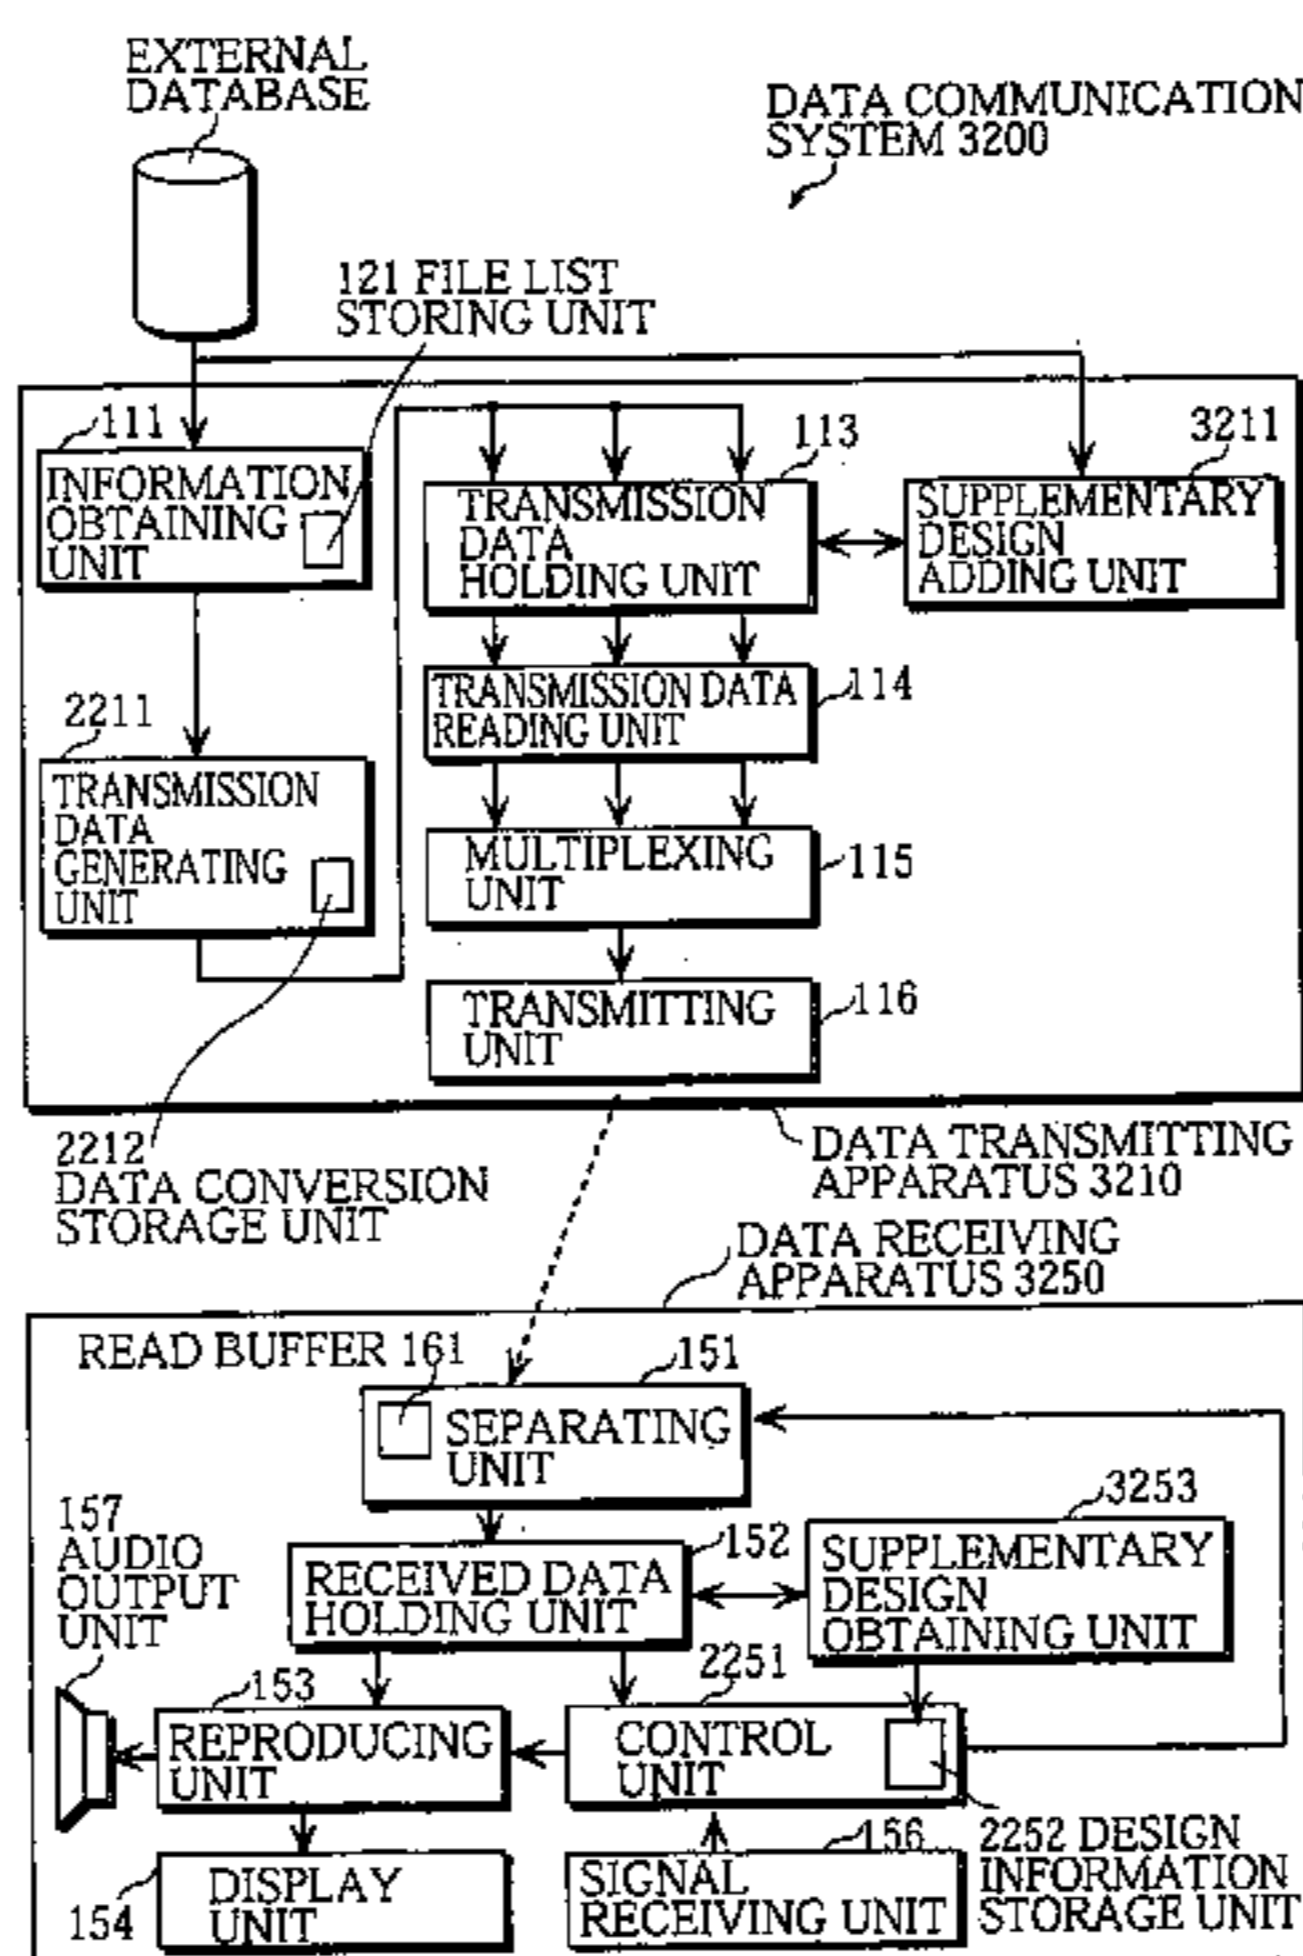 EXTERNAL
DATABASE
DATA COMMUNICATION
SYSTEM 3200
121 FILE LIST
STORING UNIT
111
INFORMATION
OBTAINING
UNIT
113
TRANSMISSION
DATA
HOLDING UNIT
3211
SUPPLEMENTARY
DESIGN
ADDING UNIT
TRANSMISSION DATA
READING UNIT
114
2211
TRANSMISSION
DATA
GENERATING
UNIT
MULTIPLEXING
UNIT
115
TRANSMITTING
UNIT
116
2212
DATA CONVERSION
STORAGE UNIT
DATA TRANSMITTING
APPARATUS 3210
DATA RECEIVING
APPARATUS 3250
READ BUFFER 161
151
SEPARATING
UNIT
157
AUDIO
OUTPUT
UNIT
152
RECEIVED DATA
HOLDING UNIT
3253
SUPPLEMENTARY
DESIGN
OBTAINING UNIT
153
REPRODUCING
UNIT
2251
CONTROL
UNIT
154
DISPLAY
UNIT
156
SIGNAL
RECEIVING UNIT
2252 DESIGN
INFORMATION
STORAGE UNIT